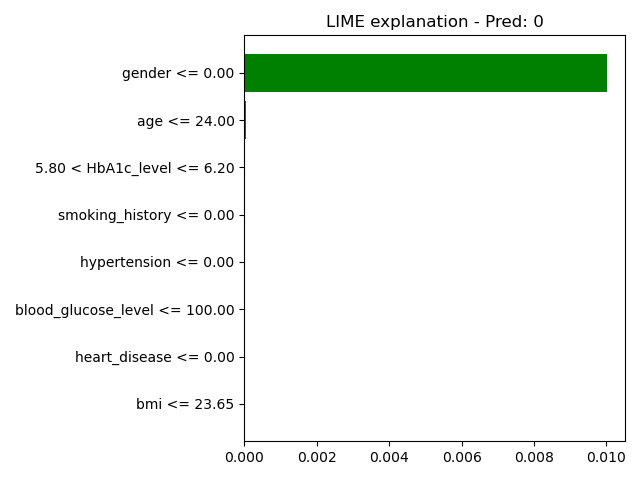 LIME explanation - Pred: 0
gender <= 0.00
age <= 24.00
5.80 < HbA1c_level <= 6.20
smoking_history <= 0.00
hypertension <= 0.00
blood_glucose_level <= 100.00
heart_disease <= 0.00
bmi <= 23.65
0.000 0.002 0.004 0.006 0.008 0.010